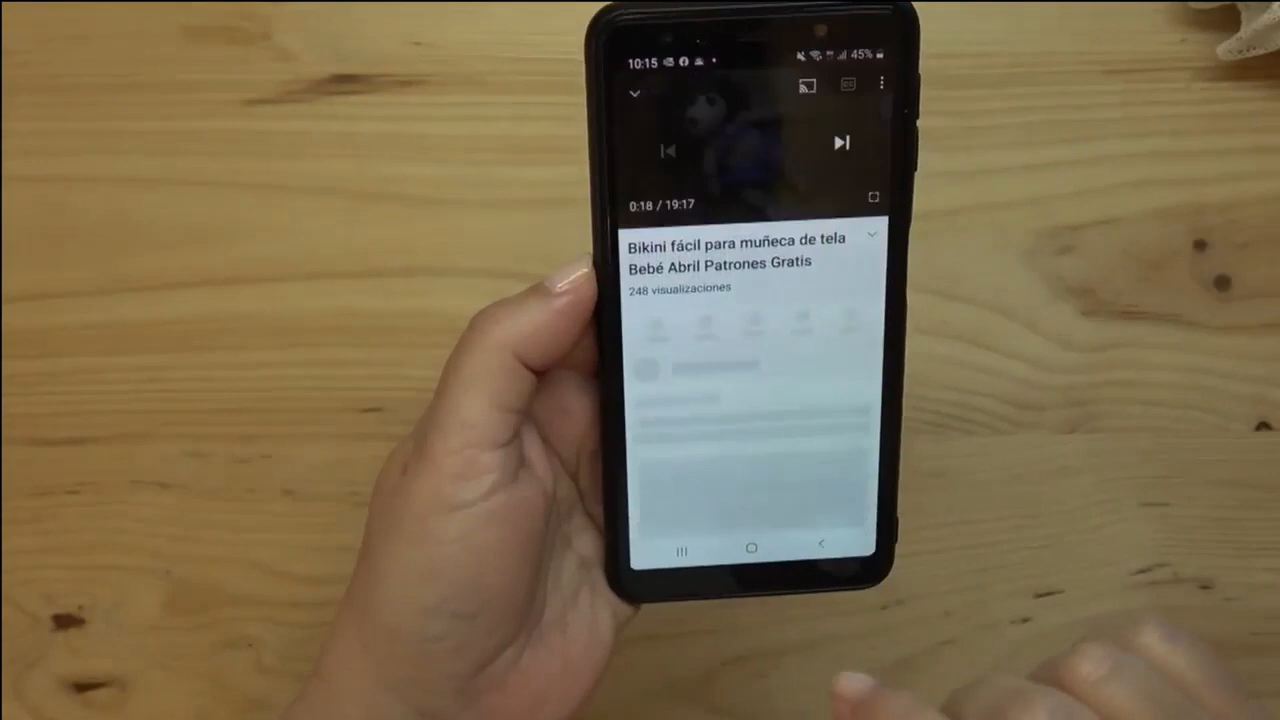 10:15
45%
0:18 / 19:17
Bikini fácil para muñeca de tela
Bebé Abril Patrones Gratis
248 visualizaciones